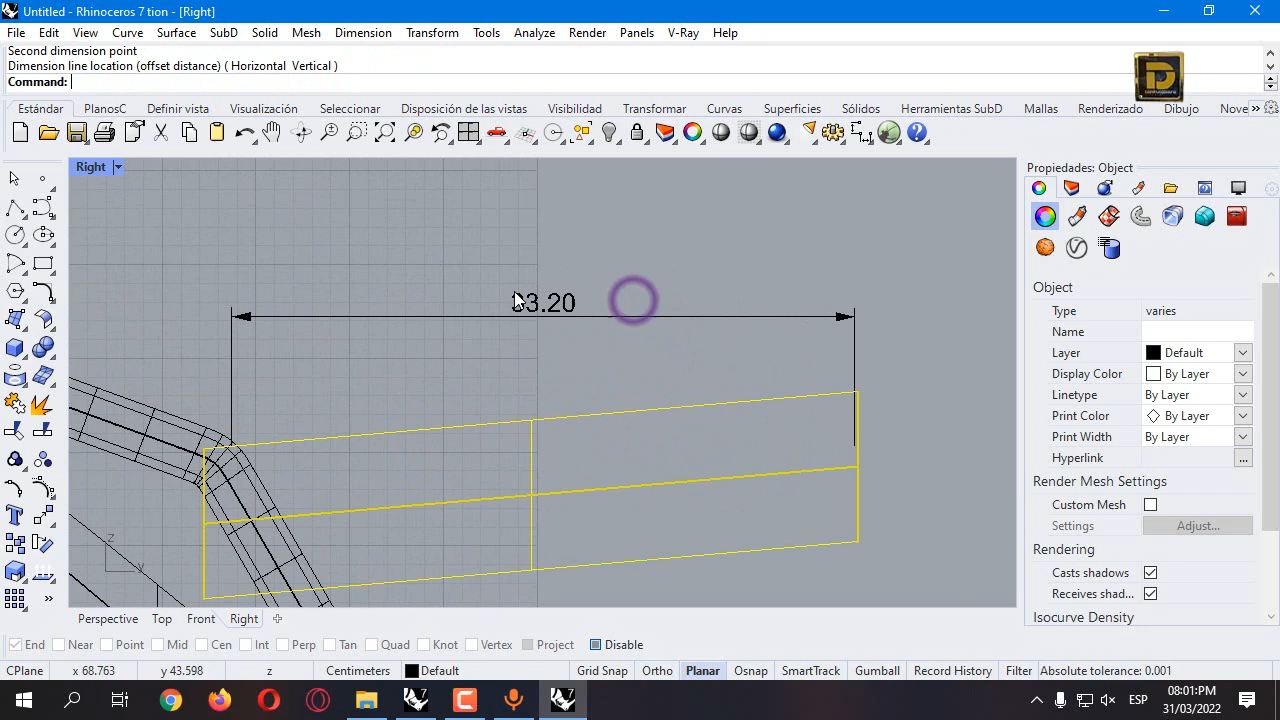 Untitled - Rhinoceros 7 tion - [Right]
File Edit View Curve Surface SubD Solid Mesh Dimension Transform Tools Analyze Render Panels V-Ray Help
Second dimension point
Dimension line location (offset distance) ( Horizontal Vertical )
Command:
Estándar PlanosC Definir vista Visualiza Seleccionar Disposic de las vistas Visibilidad Transformar Curvas Superficies Sólidos Herramientas SubD Mallas Renderizado Dibujo Nove »
Right
Propiedades: Object
Object
Type varies
Name
Layer Default
Display Color By Layer
Linetype By Layer
Print Color By Layer
Print Width By Layer
Hyperlink ...
Render Mesh Settings
Custom Mesh
Settings Adjust...
Rendering
Casts shadows
Receives shad...
Isocurve Density
33.20
z
y
Perspective Top Front Right
End Near Point Mid Cen Int Perp Tan Quad Knot Vertex Project Disable
CPlane x 68.763 y 43.598 z Centimeters Default Grid Snap Ortho Planar Osnap SmartTrack Gumball Record History Filter Absolute tolerance: 0.001
ESP
08:01:PM
31/03/2022